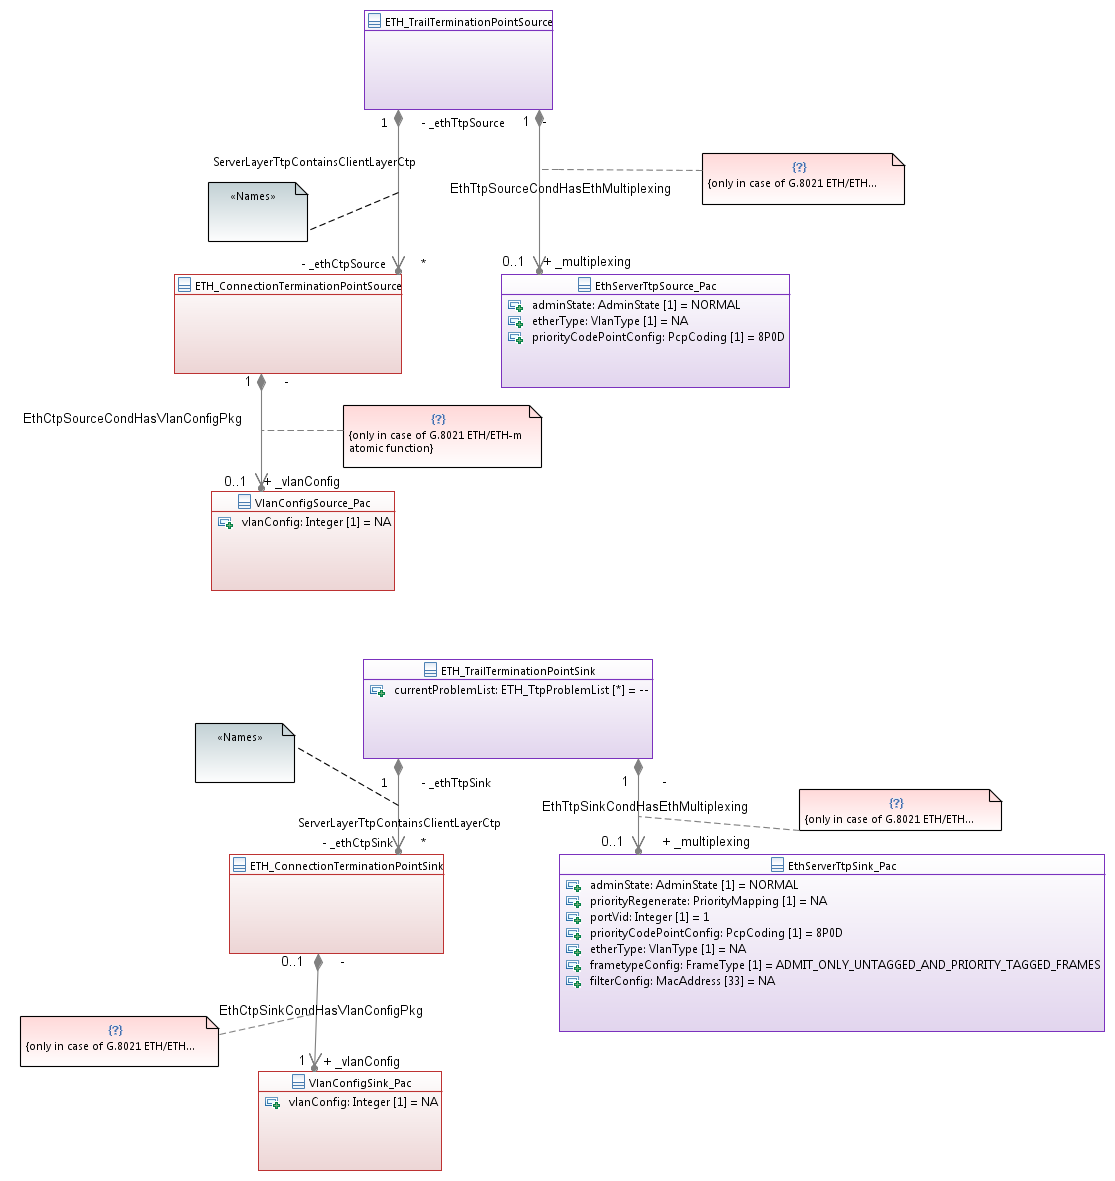 ETH_TrailTerminationPointSource
1
- _ethTtpSource
1
-
ServerLayerTtpContainsClientLayerCtp
{?}
{only in case of G.8021 ETH/ETH...
EthTtpSourceCondHasEthMultiplexing
«Names»
- _ethCtpSource
*
0..1
+ _multiplexing
ETH_ConnectionTerminationPointSource
EthServerTtpSource_Pac
adminState: AdminState [1] = NORMAL
etherType: VlanType [1] = NA
priorityCodePointConfig: PcpCoding [1] = 8P0D
1
-
EthCtpSourceCondHasVlanConfigPkg
{?}
{only in case of G.8021 ETH/ETH-m
atomic function}
0..1
+ _vlanConfig
VlanConfigSource_Pac
vlanConfig: Integer [1] = NA
ETH_TrailTerminationPointSink
currentProblemList: ETH_TtpProblemList [*] = --
«Names»
1
- _ethTtpSink
1
-
EthTtpSinkCondHasEthMultiplexing
{?}
{only in case of G.8021 ETH/ETH...
ServerLayerTtpContainsClientLayerCtp
- _ethCtpSink
*
0..1
+ _multiplexing
ETH_ConnectionTerminationPointSink
EthServerTtpSink_Pac
adminState: AdminState [1] = NORMAL
priorityRegenerate: PriorityMapping [1] = NA
portVid: Integer [1] = 1
priorityCodePointConfig: PcpCoding [1] = 8P0D
etherType: VlanType [1] = NA
frametypeConfig: FrameType [1] = ADMIT_ONLY_UNTAGGED_AND_PRIORITY_TAGGED_FRAMES
filterConfig: MacAddress [33] = NA
0..1
-
EthCtpSinkCondHasVlanConfigPkg
{?}
{only in case of G.8021 ETH/ETH...
1
+ _vlanConfig
VlanConfigSink_Pac
vlanConfig: Integer [1] = NA